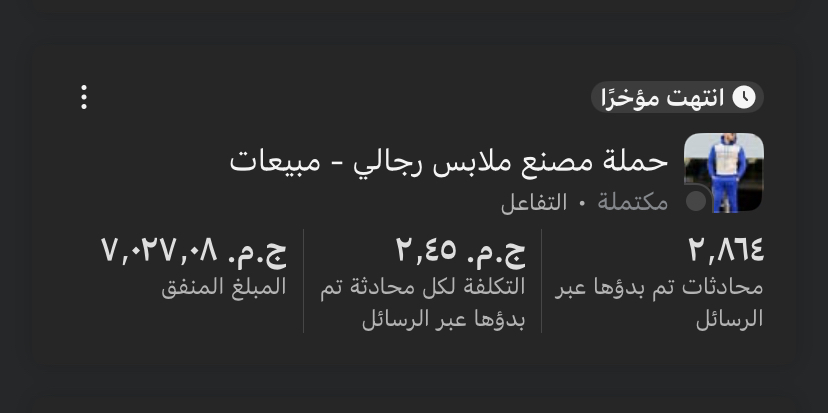 انتهت مؤخرًا
حملة مصنع ملابس رجالي - مبيعات
مكتملة • التفاعل
٢,٨٦٤
محادثات تم بدؤها عبر
الرسائل
ج.م. ٢,٤٥
التكلفة لكل محادثة تم
بدؤها عبر الرسائل
ج.م. ٧,٠٢٧,٠٨
المبلغ المنفق